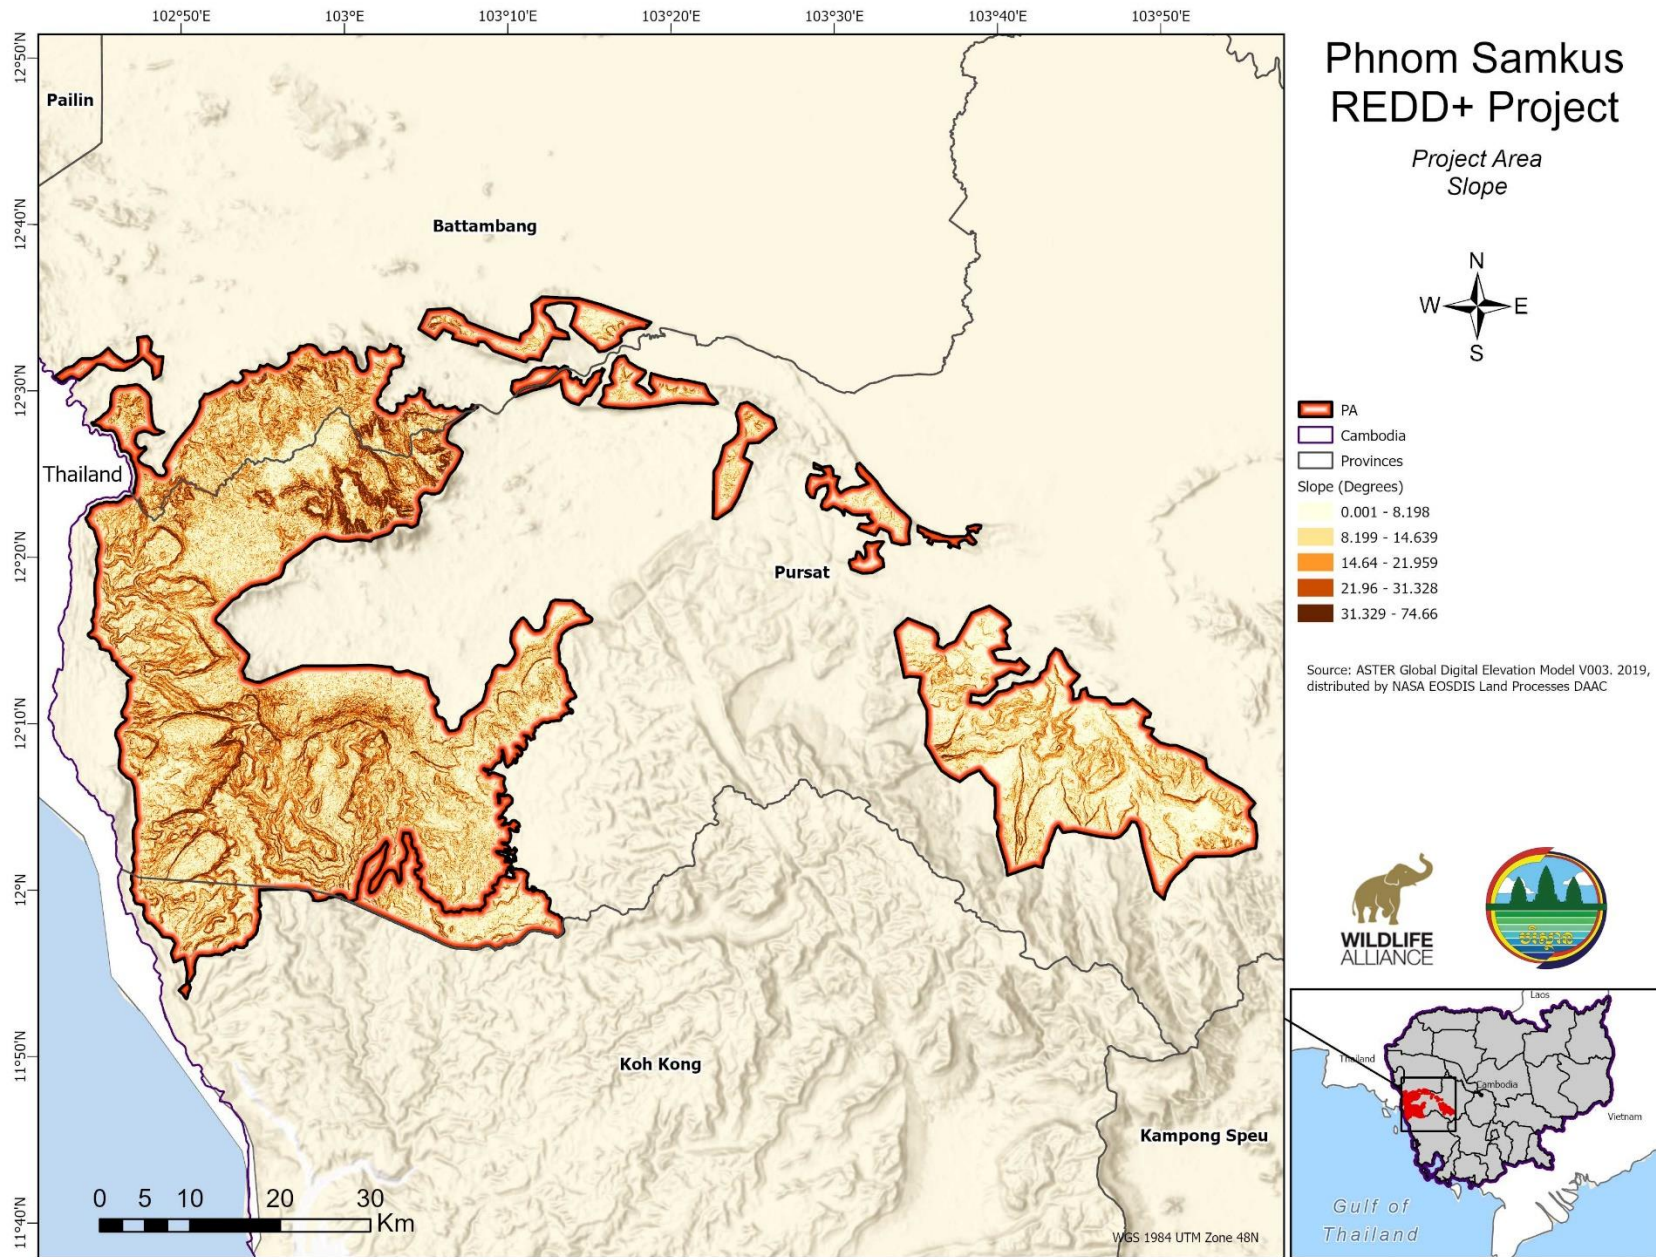 102°50'E
103°E
103°10'E
103°20'E
103°30'E
103°40'E
103°50'E
12°50'N
12°40'N
12°30'N
12°20'N
12°10'N
12°N
11°50'N
11°40'N
Pailin
Battambang
Thailand
Pursat
Koh Kong
Kampong Speu
0 5 10 20 30
Km
WGS 1984 UTM Zone 48N
Phnom Samkus
REDD+ Project
Project Area
Slope
N
W E
S
PA
Cambodia
Provinces
Slope (Degrees)
0.001 - 8.198
8.199 - 14.639
14.64 - 21.959
21.96 - 31.328
31.329 - 74.66
Source: ASTER Global Digital Elevation Model V003. 2019,
distributed by NASA EOSDIS Land Processes DAAC
WILDLIFE
ALLIANCE
Laos
Thailand
Cambodia
Vietnam
Gulf of
Thailand